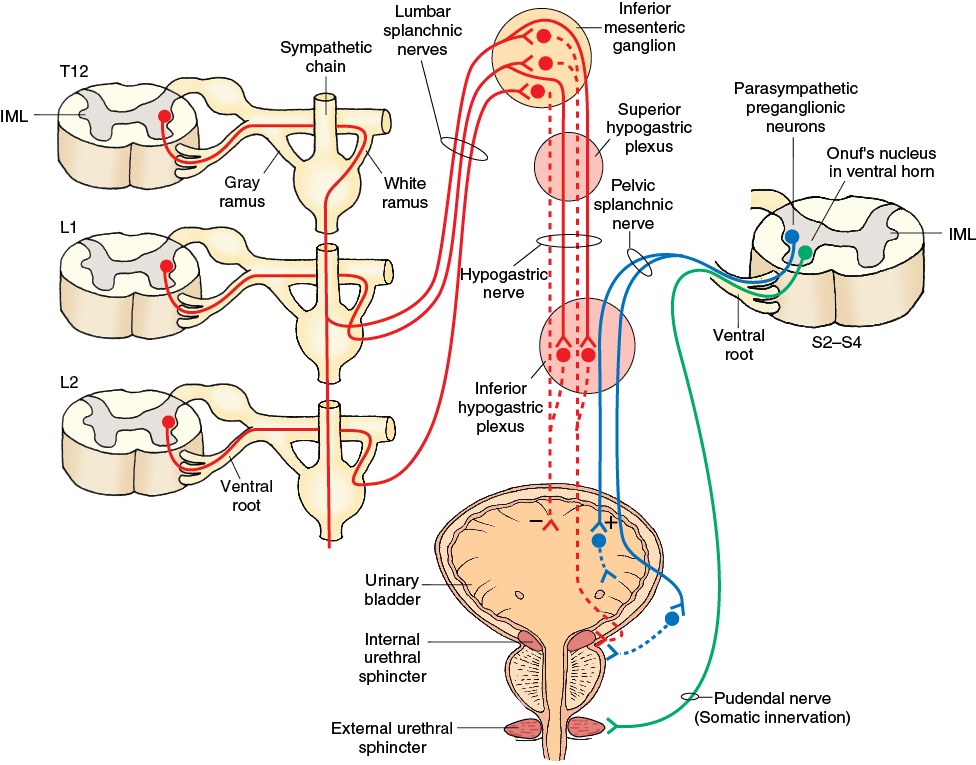 Lumbar
splanchnic
nerves
Inferior
mesenteric
ganglion
Sympathetic
chain
T12
IML
Gray
ramus
White
ramus
Superior
hypogastric
plexus
Parasympathetic
preganglionic
neurons
Onuf's nucleus
in ventral horn
Pelvic
splanchnic
nerve
IML
L1
Hypogastric
nerve
Ventral
root
S2–S4
L2
Inferior
hypogastric
plexus
Ventral
root
–
+
Urinary
bladder
Internal
urethral
sphincter
Pudendal nerve
(Somatic innervation)
External urethral
sphincter